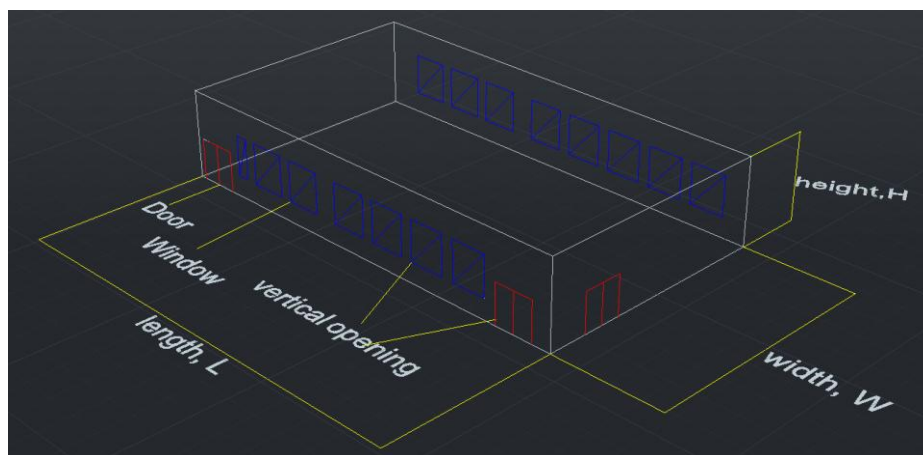 height,H
Door
Window
vertical opening
length, L
width, W